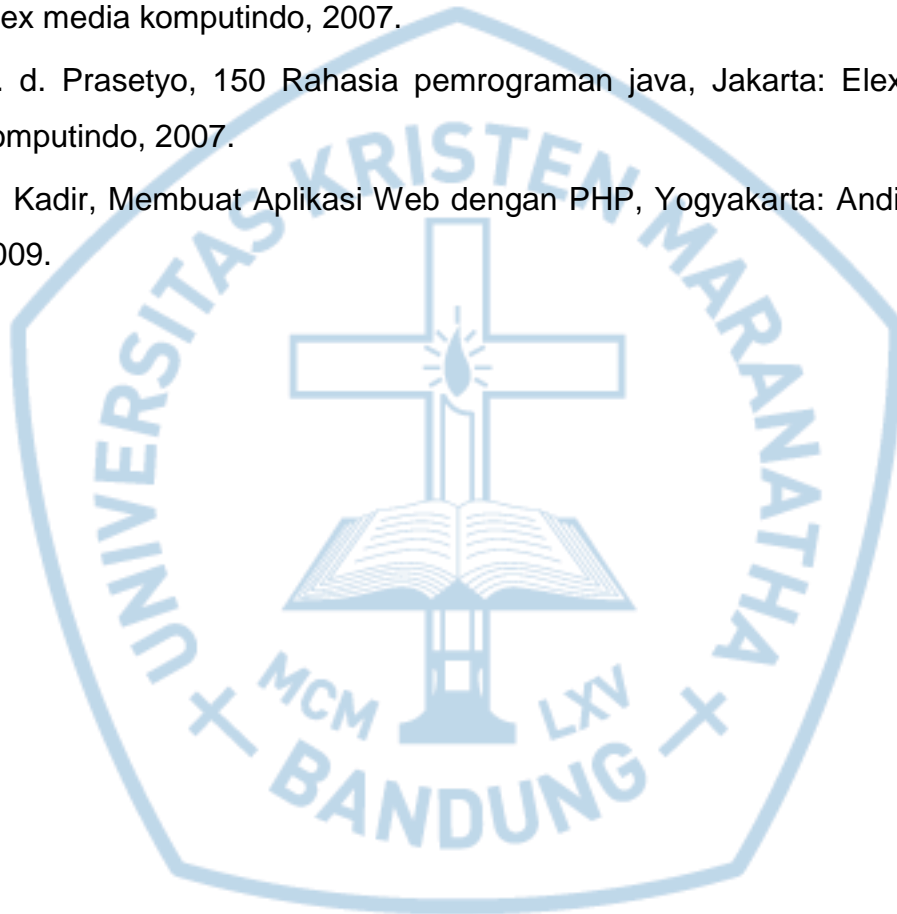 ex media komputindo, 2007.
. d. Prasetyo, 150 Rahasia pemrograman java, Jakarta: Elex
omputindo, 2007.
Kadir, Membuat Aplikasi Web dengan PHP, Yogyakarta: Andi
009.
UNIVERSITAS KRISTEN MARANATHA
MCM LXV
BANDUNG